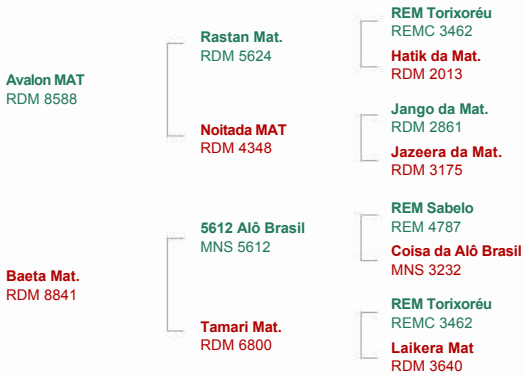 REM Torixoréu
REMC 3462
Rastan Mat.
RDM 5624
Hatik da Mat.
RDM 2013
Avalon MAT
RDM 8588
Jango da Mat.
RDM 2861
Noitada MAT
RDM 4348
Jazeera da Mat.
RDM 3175
REM Sabelo
REM 4787
5612 Alô Brasil
MNS 5612
Coisa da Alô Brasil
MNS 3232
Baeta Mat.
RDM 8841
REM Torixoréu
REMC 3462
Tamari Mat.
RDM 6800
Laikera Mat
RDM 3640